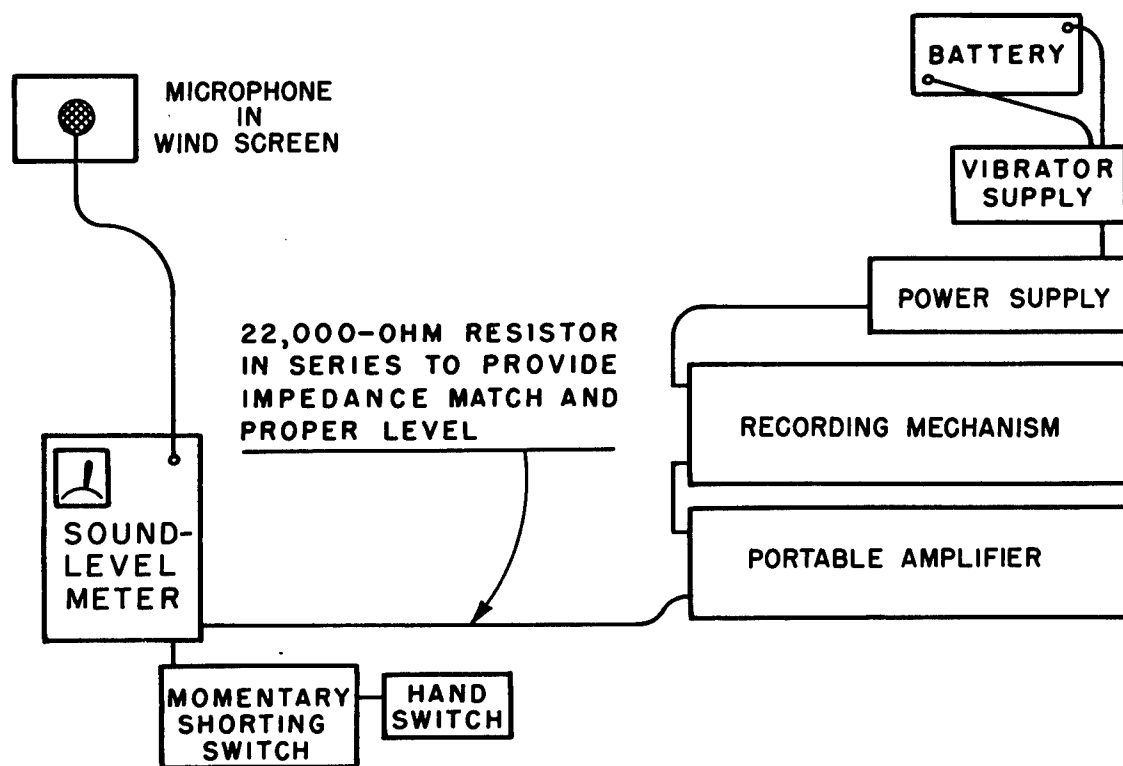 MICROPHONE
IN
WIND SCREEN
BATTERY
VIBRATOR
SUPPLY
POWER SUPPLY
22,000-OHM RESISTOR
IN SERIES TO PROVIDE
IMPEDANCE MATCH AND
PROPER LEVEL
RECORDING MECHANISM
SOUND-
LEVEL
METER
PORTABLE AMPLIFIER
MOMENTARY
SHORTING
SWITCH
HAND
SWITCH